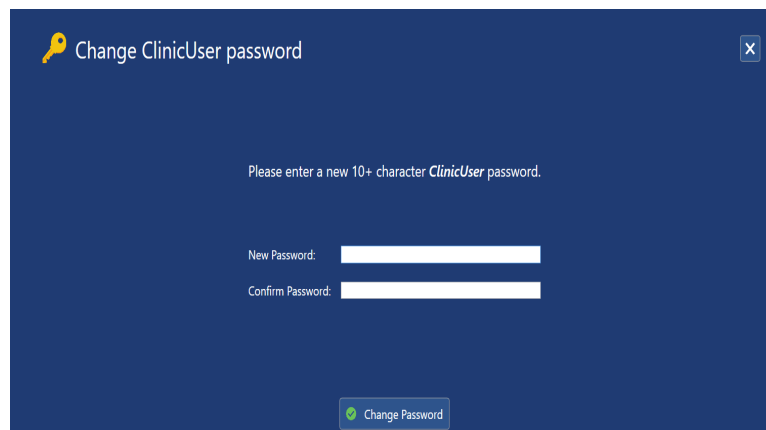 Change ClinicUser password
X
Please enter a new 10+ character ClinicUser password.
New Password:
Confirm Password:
Change Password